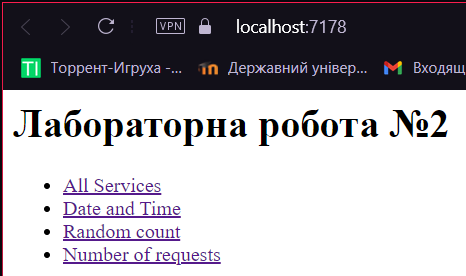 VPN localhost:7178
TI Торрент-Игруха -... Державний універ... Входящ
Лабораторна робота №2
All Services
Date and Time
Random count
Number of requests